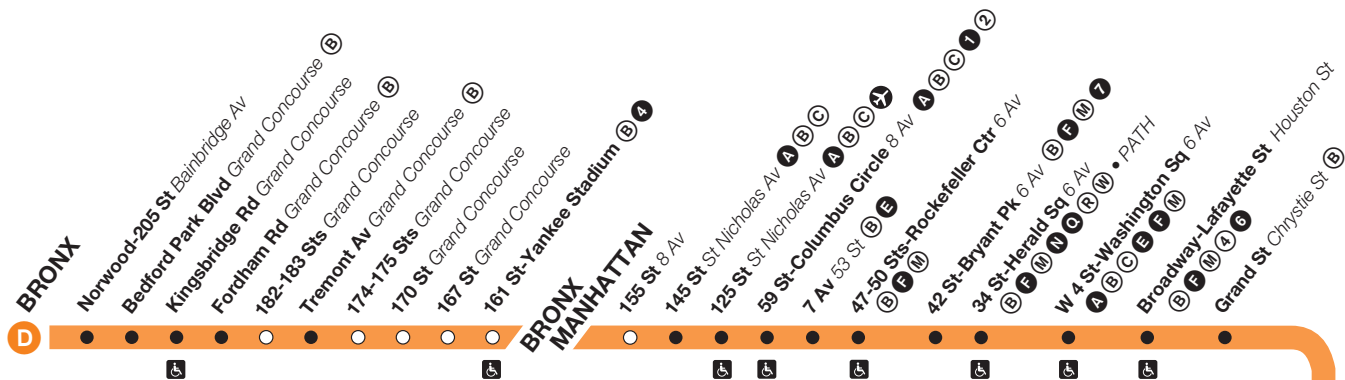 D
BRONX
Norwood-205 St Bainbridge Av
Bedford Park Blvd Grand Concourse B
Kingsbridge Rd Grand Concourse
Fordham Rd Grand Concourse B
182-183 Sts Grand Concourse
Tremont Av Grand Concourse B
174-175 Sts Grand Concourse
170 St Grand Concourse
167 St Grand Concourse
161 St-Yankee Stadium B 4
BRONX
MANHATTAN
155 St 8 Av
145 St St Nicholas Av A B C
125 St St Nicholas Av A B C
59 St-Columbus Circle 8 Av A B C 1 2
7 Av 53 St B E
47-50 Sts-Rockefeller Ctr 6 Av
B F M
42 St-Bryant Pk 6 Av B F M 7
34 St-Herald Sq 6 Av
B F M N Q R W • PATH
W 4 St-Washington Sq 6 Av
A B C E F M
Broadway-Lafayette St Houston St
B F M 4 6
Grand St Chrystie St B